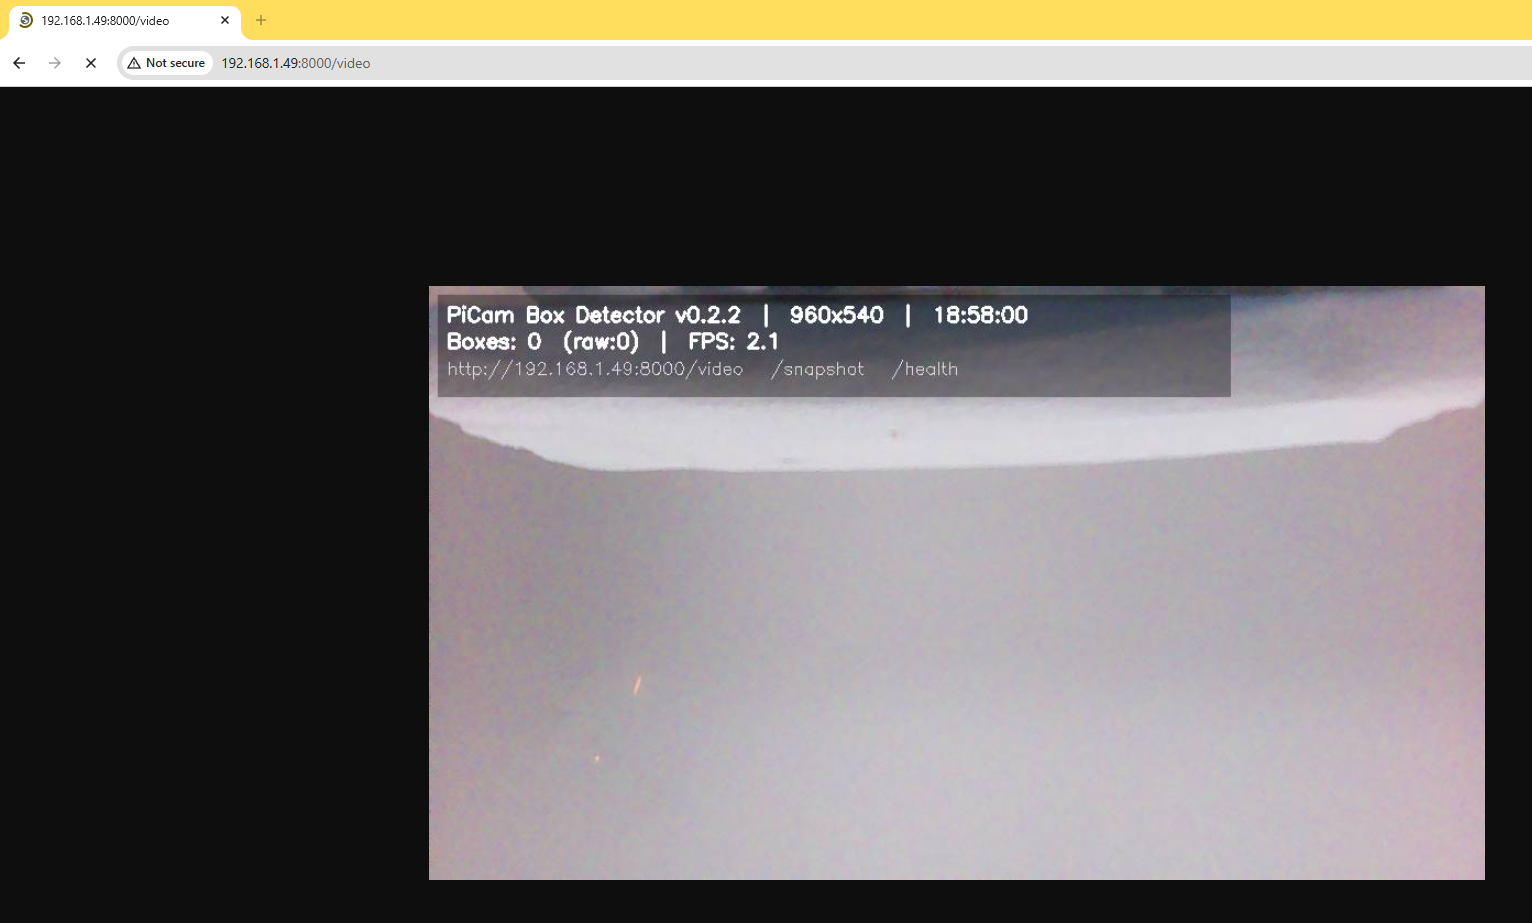 192.168.1.49:8000/video
Not secure 192.168.1.49:8000/video
PiCam Box Detector v0.2.2 | 960x540 | 18:58:00
Boxes: 0 (raw:0) | FPS: 2.1
http://192.168.1.49:8000/video /snapshot /health